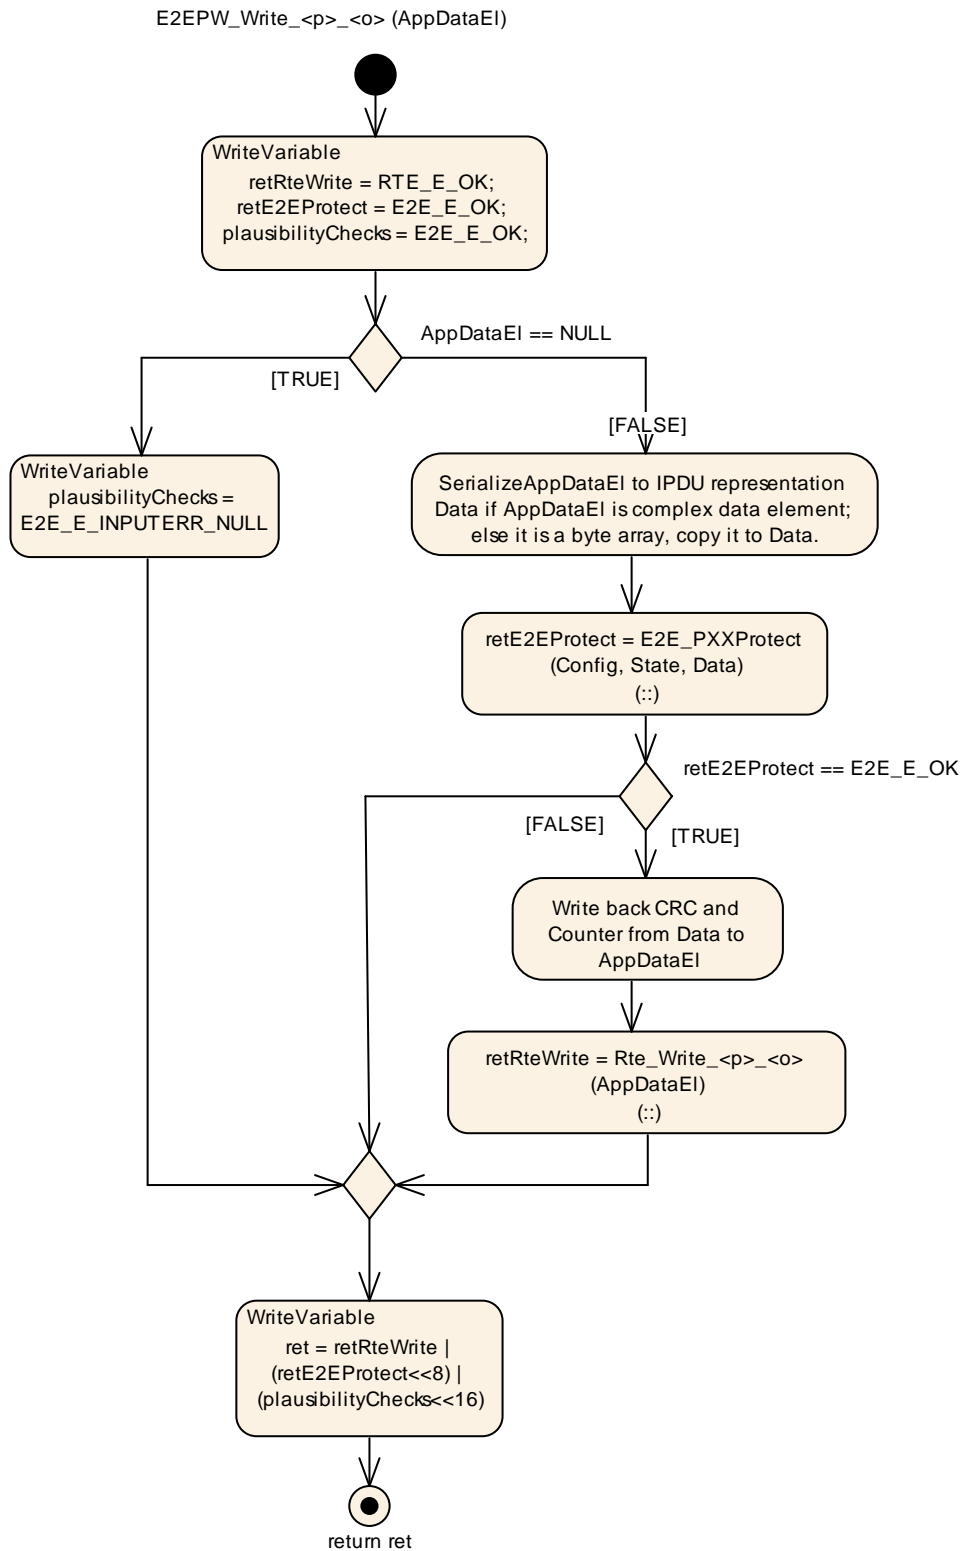 E2EPW_Write_<p>_<o> (AppDataEl)
WriteVariable
retRteWrite = RTE_E_OK;
retE2EProtect = E2E_E_OK;
plausibilityChecks = E2E_E_OK;
AppDataEl == NULL
[TRUE]
[FALSE]
WriteVariable
plausibilityChecks =
E2E_E_INPUTERR_NULL
SerializeAppDataEl to IPDU representation
Data if AppDataEl is complex data element;
else it is a byte array, copy it to Data.
retE2EProtect = E2E_PXXProtect
(Config, State, Data)
(::)
retE2EProtect == E2E_E_OK
[FALSE]
[TRUE]
Write back CRC and
Counter from Data to
AppDataEl
retRteWrite = Rte_Write_<p>_<o>
(AppDataEl)
(::)
WriteVariable
ret = retRteWrite |
(retE2EProtect<<8) |
(plausibilityChecks<<16)
return ret